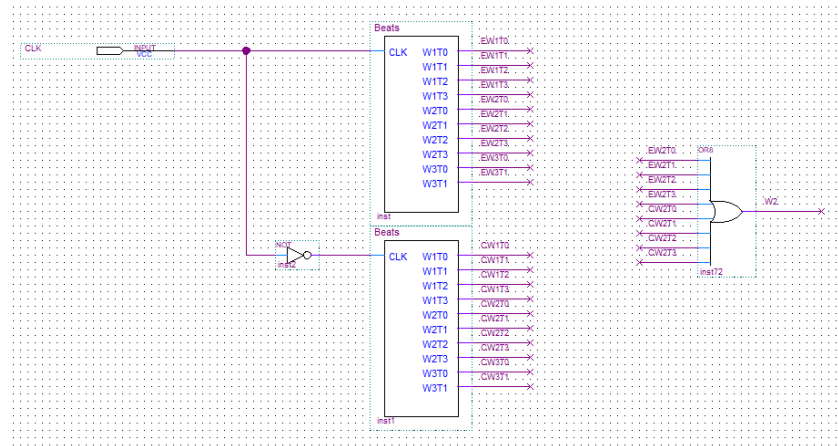 CLK
INPUT
VCC
Beats
CLK
W1T0
W1T1
W1T2
W1T3
W2T0
W2T1
W2T2
W2T3
W3T0
W3T1
EW1T0
EW1T1
EW1T2
EW1T3
EW2T0
EW2T1
EW2T2
EW2T3
EW3T0
EW3T1
inst
NOT
inst2
Beats
CLK
W1T0
W1T1
W1T2
W1T3
W2T0
W2T1
W2T2
W2T3
W3T0
W3T1
CW1T0
CW1T1
CW1T2
CW1T3
CW2T0
CW2T1
CW2T2
CW2T3
CW3T0
CW3T1
inst1
EW2T0
EW2T1
EW2T2
EW2T3
CW2T0
CW2T1
CW2T2
CW2T3
OR8
W2
inst72